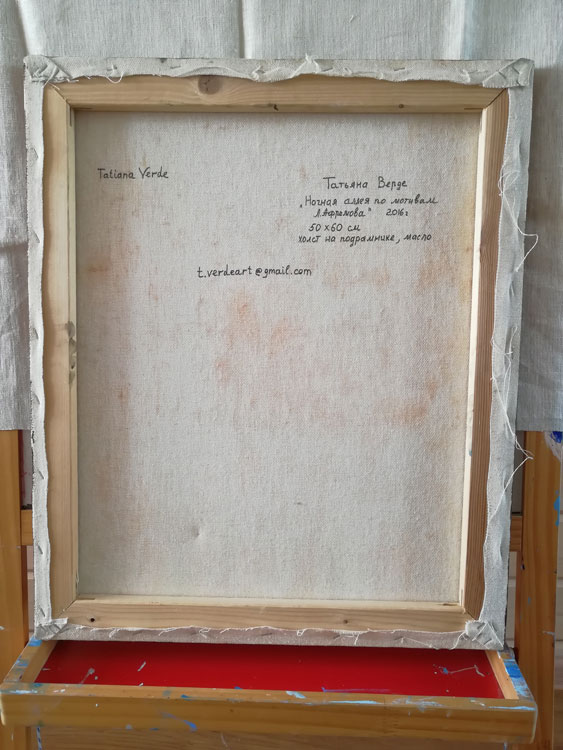 Tatiana Verde
Татьяна Верде
„Ночная аллея по мотивам
Л.Афремова" 2016г
50×60 см
холст на подрамнике, масло
t.verdeart@gmail.com